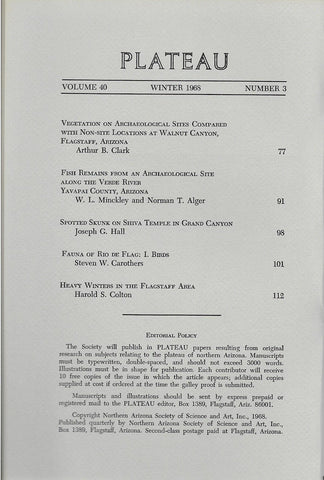 PLATEAU
VOLUME 40 WINTER 1968 NUMBER 3
VEGETATION ON ARCHAEOLOGICAL SITES COMPARED
WITH NON-SITE LOCATIONS AT WALNUT CANYON,
FLAGSTAFF, ARIZONA
Arthur B. Clark 77
FISH REMAINS FROM AN ARCHAEOLOGICAL SITE
ALONG THE VERDE RIVER
YAVAPAI COUNTY, ARIZONA
W. L. Minckley and Norman T. Alger 91
SPOTTED SKUNK ON SHIVA TEMPLE IN GRAND CANYON
Joseph G. Hall 98
FAUNA OF RIO DE FLAG: I. BIRDS
Steven W. Carothers 101
HEAVY WINTERS IN THE FLAGSTAFF AREA
Harold S. Colton 112
EDITORIAL POLICY
The Society will publish in PLATEAU papers resulting from original
research on subjects relating to the plateau of northern Arizona. Manuscripts
must be typewritten, double-spaced, and should not exceed 3000 words.
Illustrations must be in shape for publication. Each contributor will receive
10 free copies of the issue in which the article appears; additional copies
supplied at cost if ordered at the time the galley proof is submitted.
Manuscripts and illustrations should be sent by express prepaid or
registered mail to the PLATEAU editor, Box 1389, Flagstaff, Ariz. 86001.
Copyright Northern Arizona Society of Science and Art, Inc., 1968.
Published quarterly by Northern Arizona Society of Science and Art, Inc.,
Box 1389, Flagstaff, Arizona. Second-class postage paid at Flagstaff, Arizona.